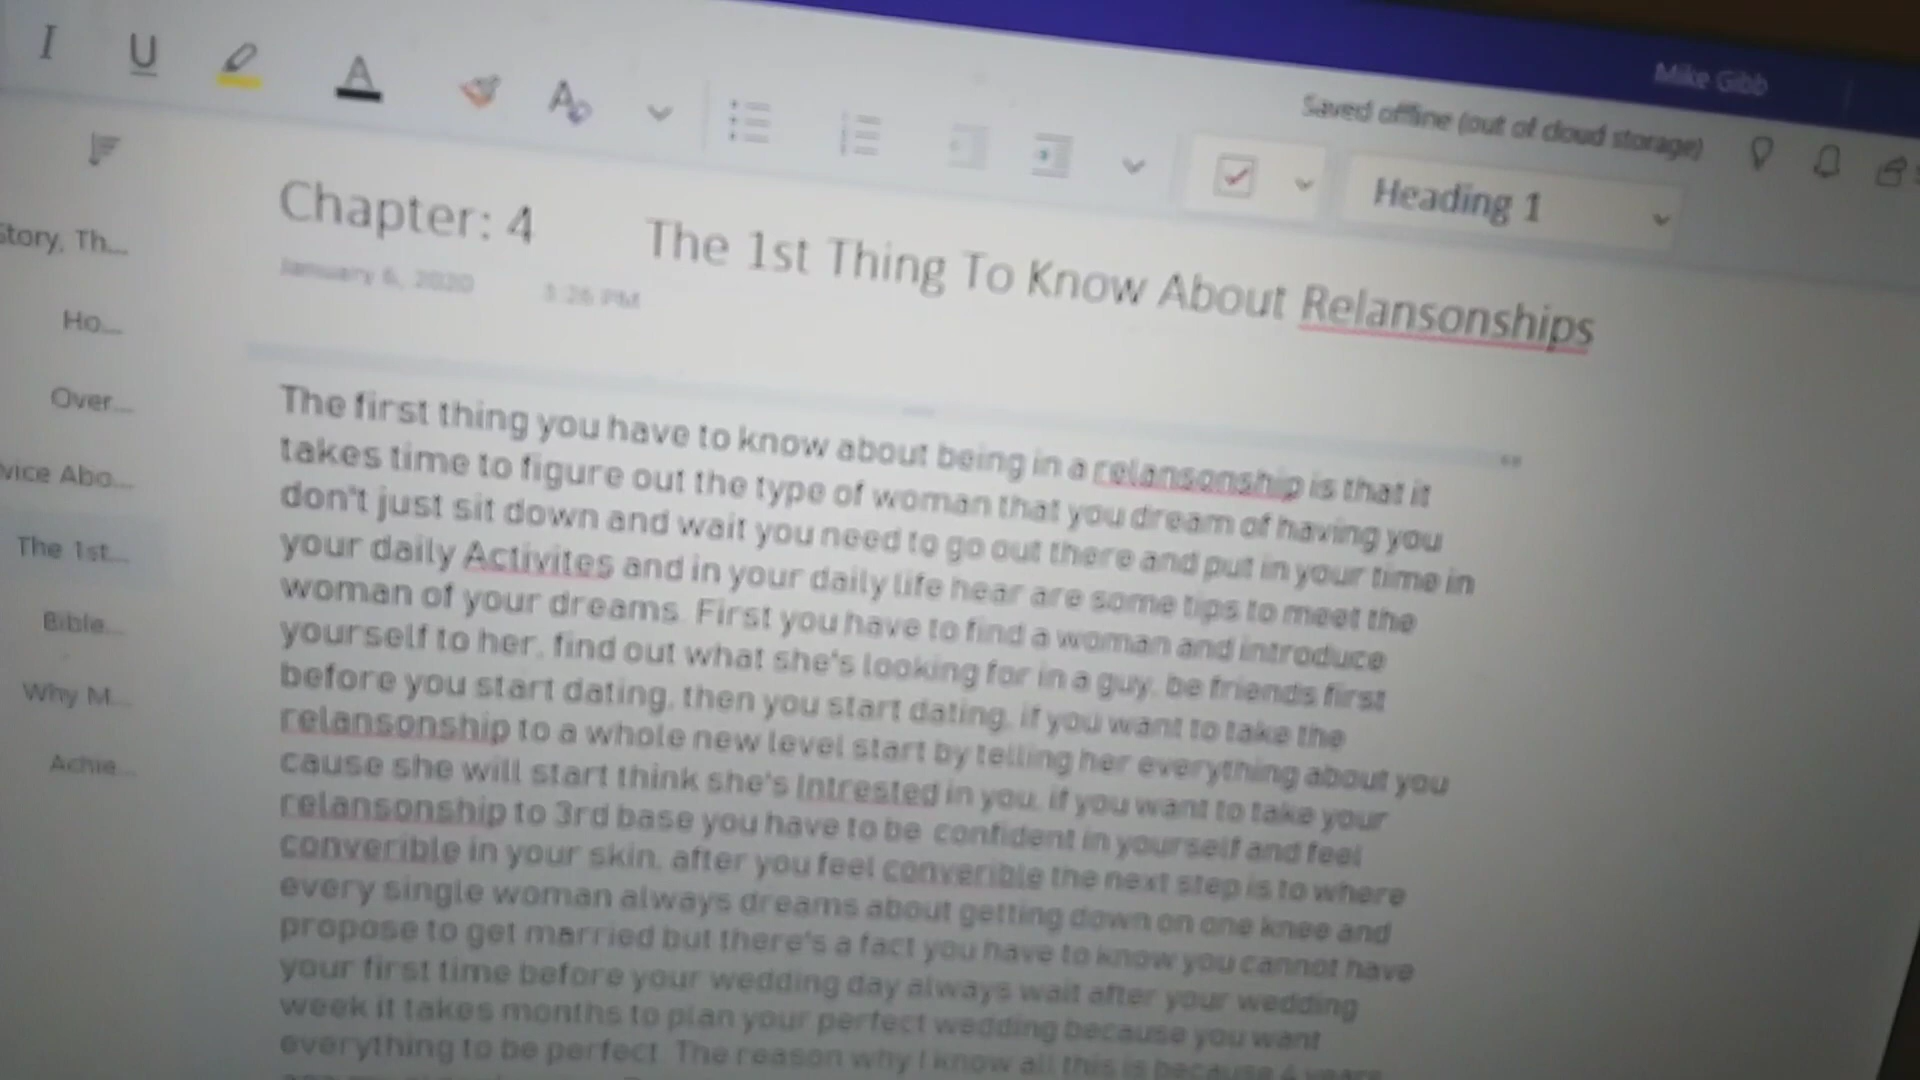 Mike Gibb
Saved offline (out of cloud storage)
I U A A
Heading 1
Story, Th...
Ho...
Over...
vice Abo...
The 1st...
Bible...
Why M...
Achie...
Chapter: 4 The 1st Thing To Know About Relansonships
January 6, 2020 3:26 PM
The first thing you have to know about being in a relansonship is that it
takes time to figure out the type of woman that you dream of having you
don't just sit down and wait you need to go out there and put in your time in
your daily Activites and in your daily life hear are some tips to meet the
woman of your dreams. First you have to find a woman and introduce
yourself to her, find out what she's looking for in a guy, be friends first
before you start dating, then you start dating, if you want to take the
relansonship to a whole new level start by telling her everything about you
cause she will start think she's Intrested in you, if you want to take your
relansonship to 3rd base you have to be confident in yourself and feel
converible in your skin, after you feel converible the next step is to where
every single woman always dreams about getting down on one knee and
propose to get married but there's a fact you have to know you cannot have
your first time before your wedding day always wait after your wedding
week it takes months to plan your perfect wedding because you want
everything to be perfect. The reason why I know all this is because 4 years